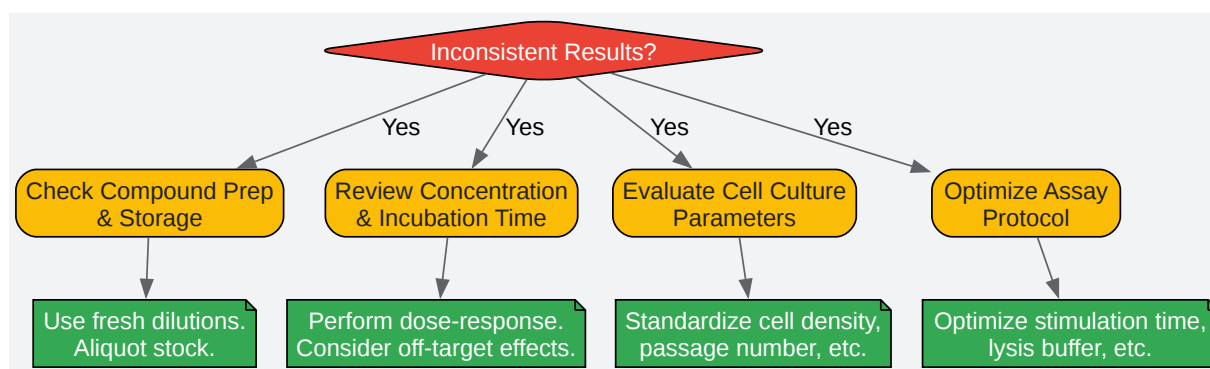 Inconsistent Results?
Yes
Yes
Yes
Yes
Check Compound Prep
& Storage
Review Concentration
& Incubation Time
Evaluate Cell Culture
Parameters
Optimize Assay
Protocol
Use fresh dilutions.
Aliquot stock.
Perform dose-response.
Consider off-target effects.
Standardize cell density,
passage number, etc.
Optimize stimulation time,
lysis buffer, etc.